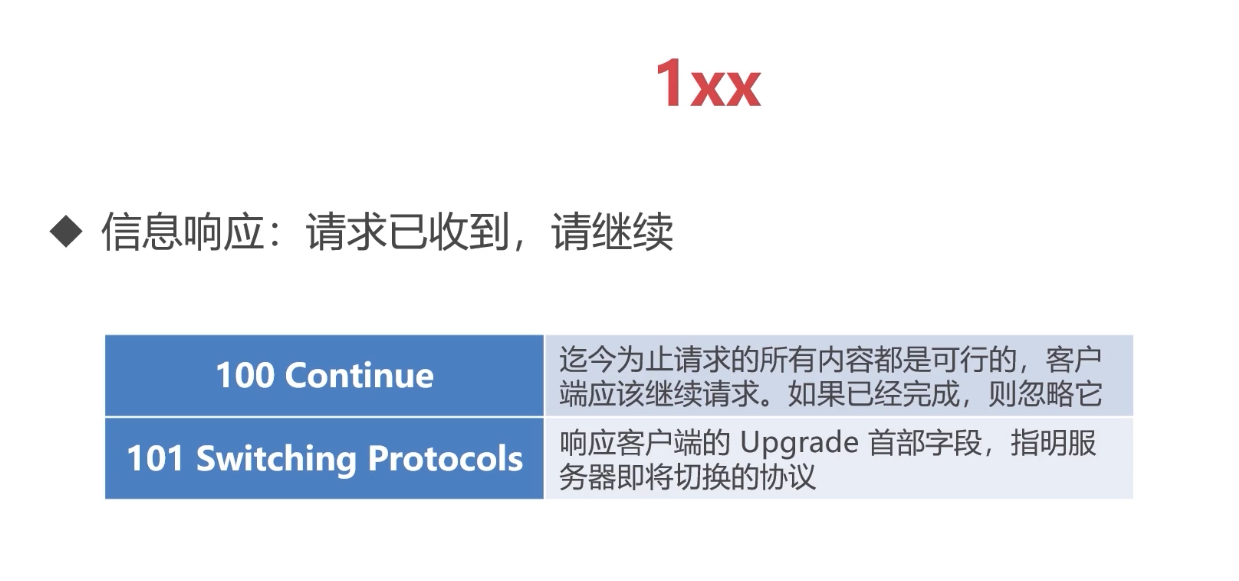 1xx
◆ 信息响应：请求已收到，请继续
100 Continue
迄今为止请求的所有内容都是可行的，客户
端应该继续请求。如果已经完成，则忽略它
101 Switching Protocols
响应客户端的 Upgrade 首部字段，指明服
务器即将切换的协议